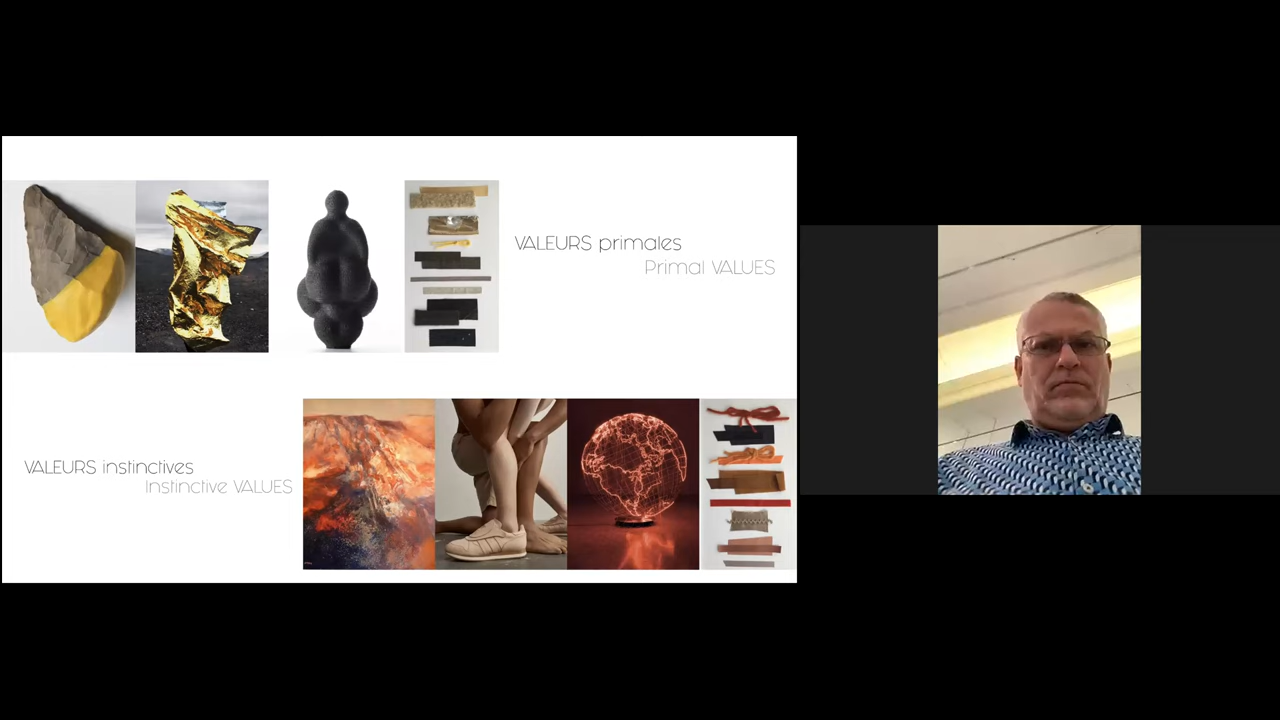 VALEURS primales
Primal VALUES
VALEURS instinctives
Instinctive VALUES